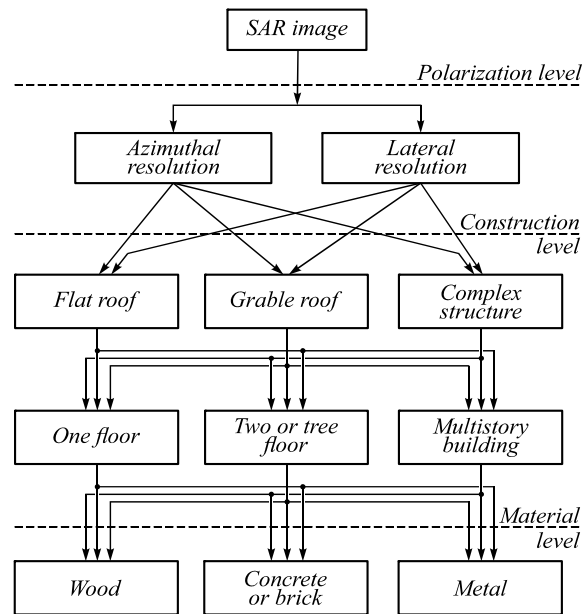 SAR image
Polarization level
Azimuthal
resolution
Lateral
resolution
Construction
level
Flat roof
Grable roof
Complex
structure
One floor
Two or tree
floor
Multistory
building
Material
level
Wood
Concrete
or brick
Metal